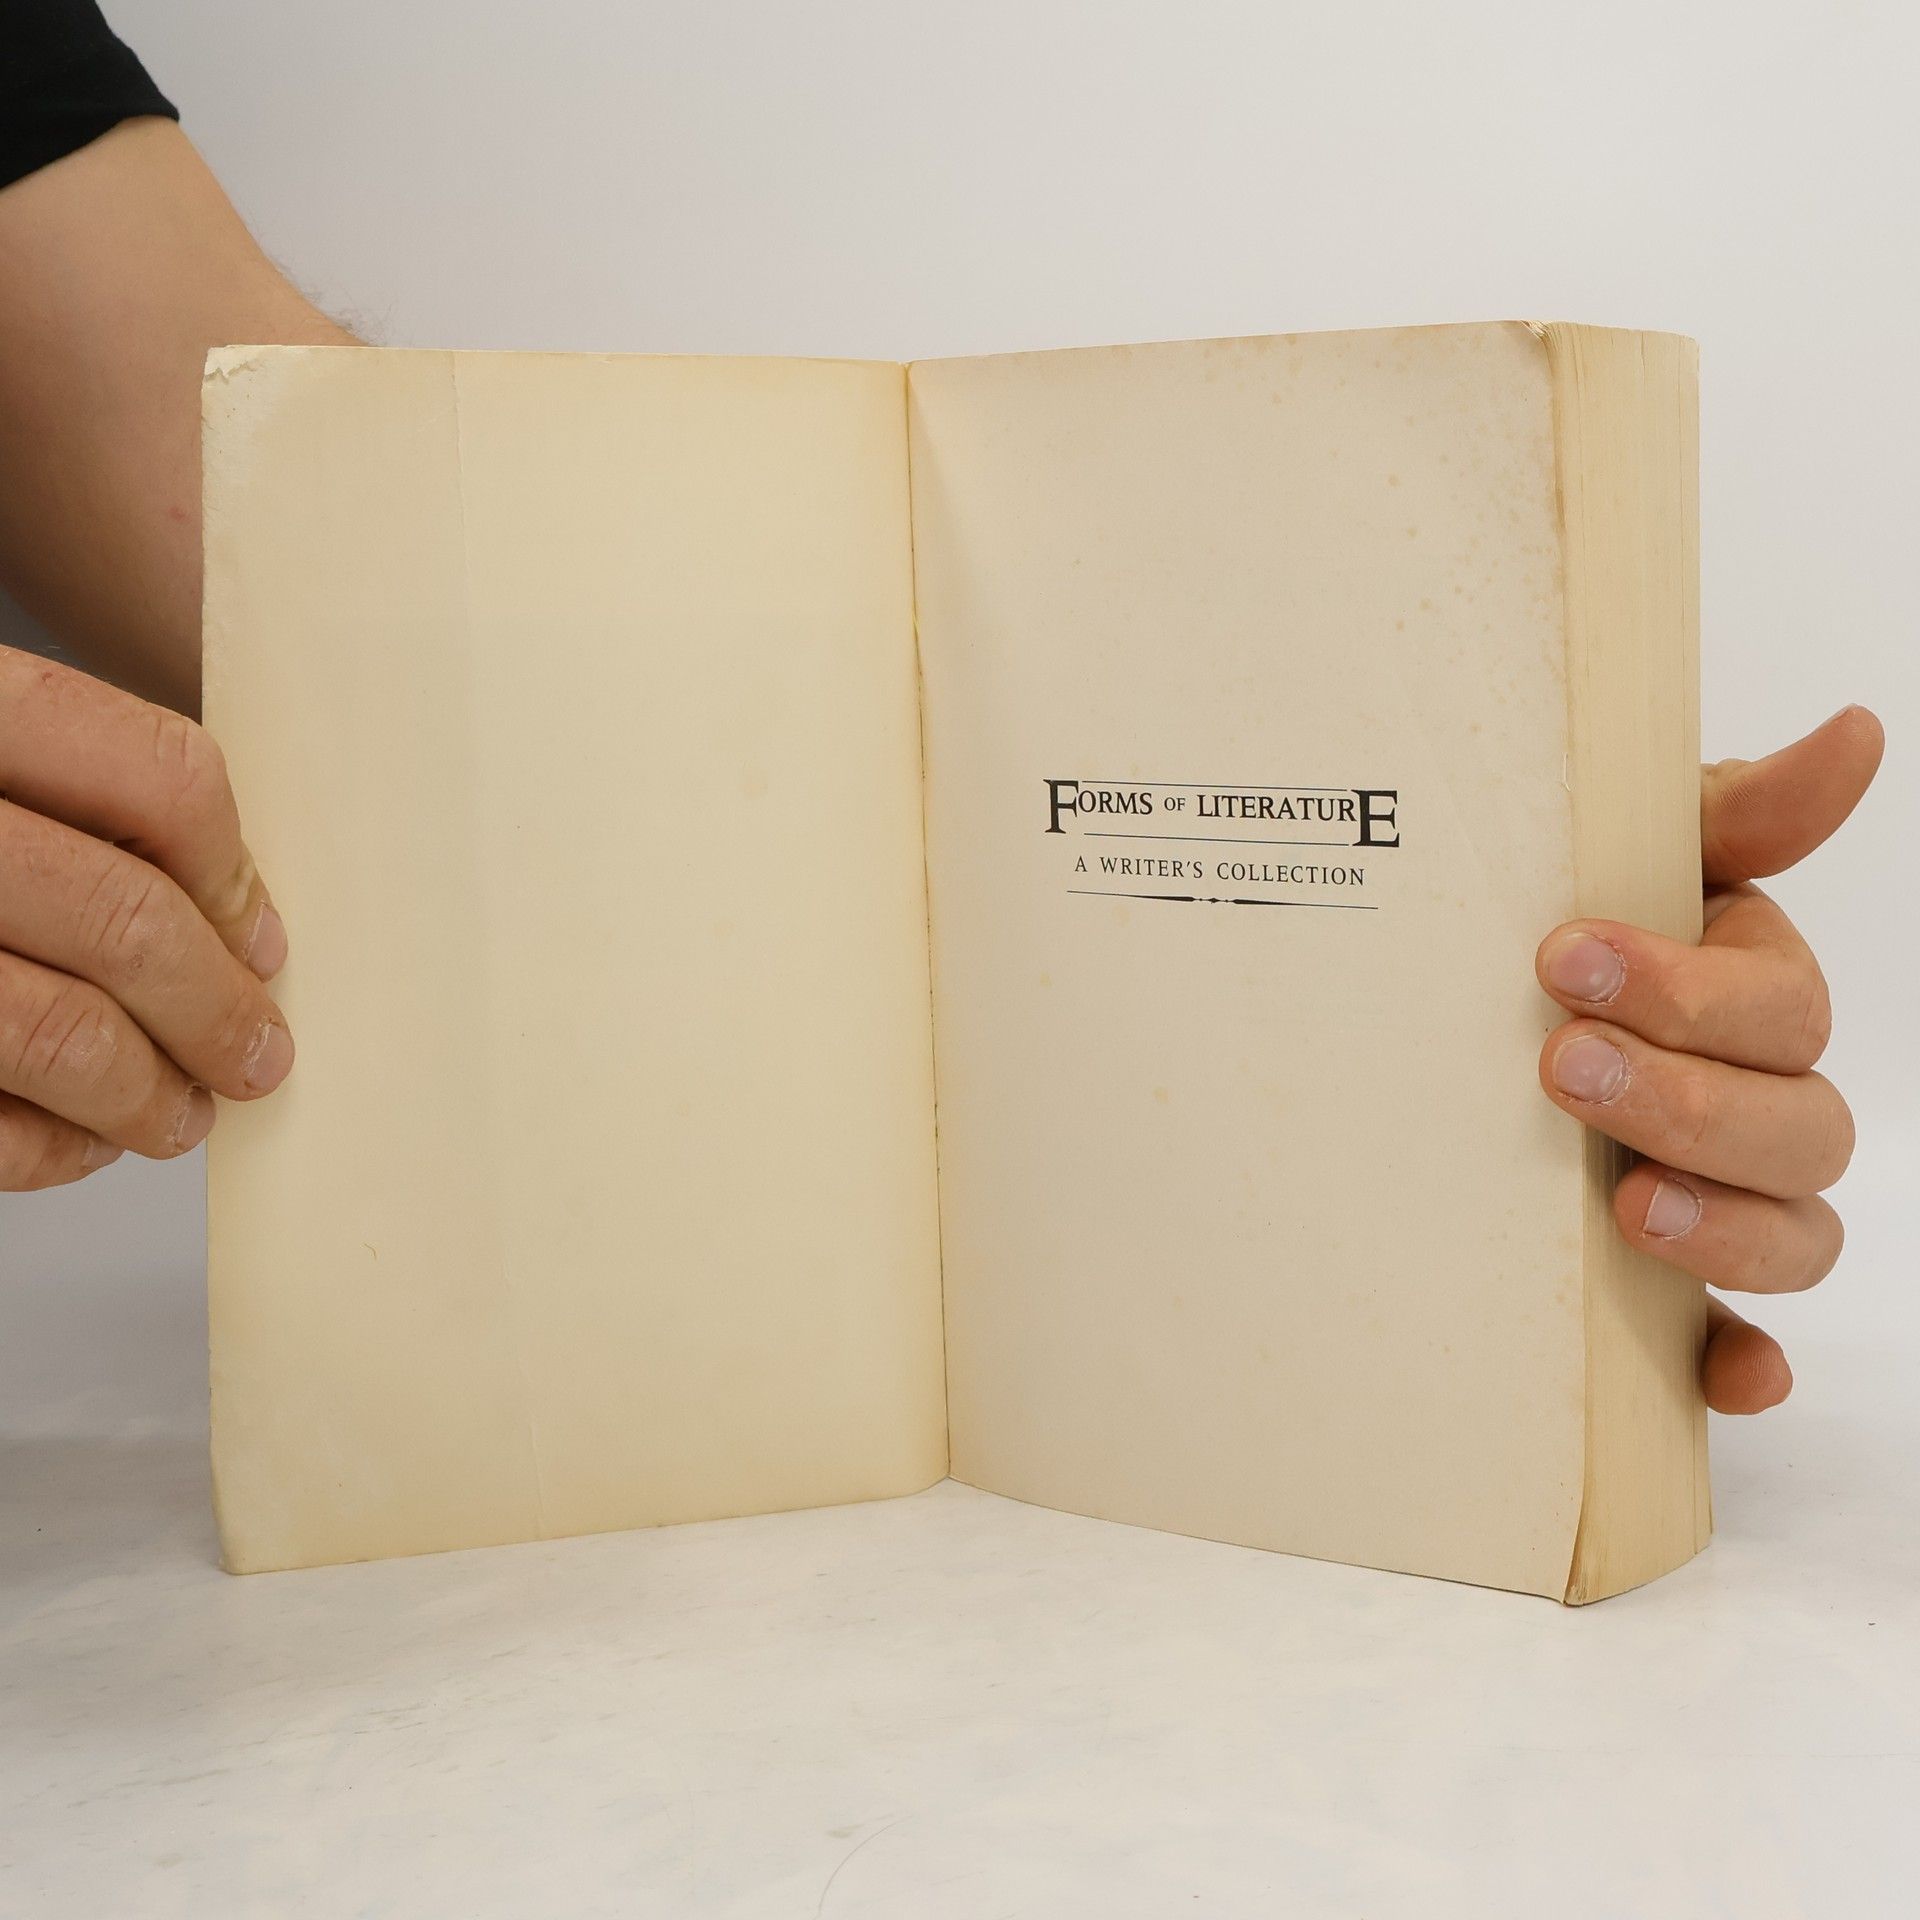 FORMS OF LITERATURE
A WRITER'S COLLECTION